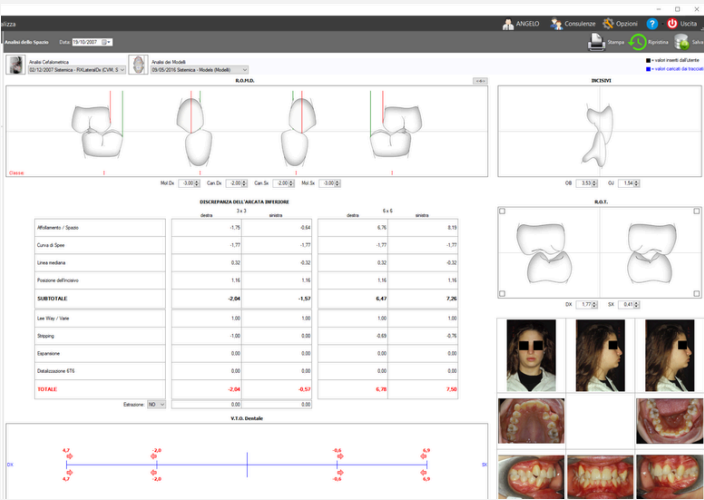 alizza
ANGELO Consulenze Opzioni ? Uscita
Analisi dello Spazio Data: 19/10/2007 Stampa Ripristina Salva
Analisi Cefalometrica Analisi dei Modelli = valori inseriti dall'utente
02/12/2007 Sistemica - RXLateralDx (CVM: S 09/05/2016 Sistemica - Models (Modelli) = valori caricati dai tracciati
R.O.M.D. INCISIVI
Classe I I I I
Mol.Dx -3,00 Can.Dx -2,00 Can.Sx -2,00 Mol.Sx -3,00 OB 3,53 OJ 1,54
DISCREPANZA DELL'ARCATA INFERIORE R.O.T.
3 x 3 6 x 6
destra sinistra destra sinistra
Affollamento / Spazio -1,75 -0,64 6,76 8,19
Curva di Spee -1,77 -1,77 -1,77 -1,77
Linea mediana 0,32 -0,32 0,32 -0,32
Posizione dell'incisivo 1,16 1,16 1,16 1,16
SUBTOTALE -2,04 -1,57 6,47 7,26
DX 1,77 SX 0,41
Lee Way / Varie 1,00 1,00 1,00 1,00
Stripping -1,00 0,00 -0,69 -0,76
Espansione 0,00 0,00 0,00 0,00
Distalizzazione 6TS 0,00 0,00 0,00 0,00
TOTALE -2,04 -0,57 6,78 7,50
Estrazione: NO 0,00 0,00
V.T.O. Dentale
4,7 -2,0 -0,6 6,9
DX SX
4,7 -2,0 -0,6 6,9